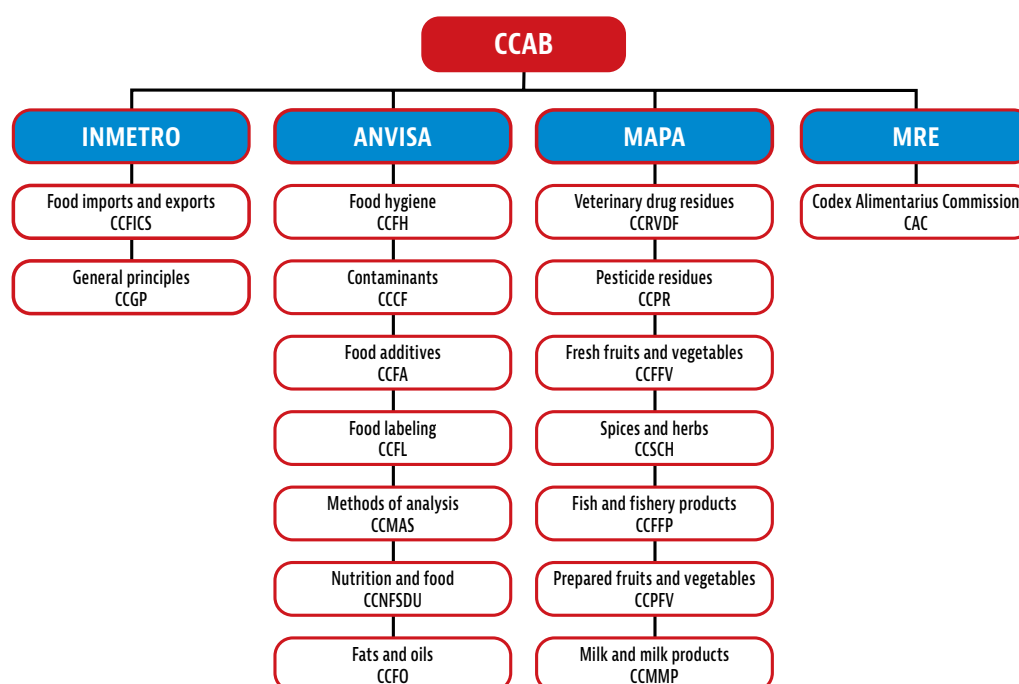 CCAB
INMETRO
Food imports and exports
CCFICS
General principles
CCGP
ANVISA
Food hygiene
CCFH
Contaminants
CCCF
Food additives
CCFA
Food labeling
CCFL
Methods of analysis
CCMAS
Nutrition and food
CCNFSDU
Fats and oils
CCFO
MAPA
Veterinary drug residues
CCRVDF
Pesticide residues
CCPR
Fresh fruits and vegetables
CCFFV
Spices and herbs
CCSCH
Fish and fishery products
CCFFP
Prepared fruits and vegetables
CCPFV
Milk and milk products
CCMMP
MRE
Codex Alimentarius Commission
CAC